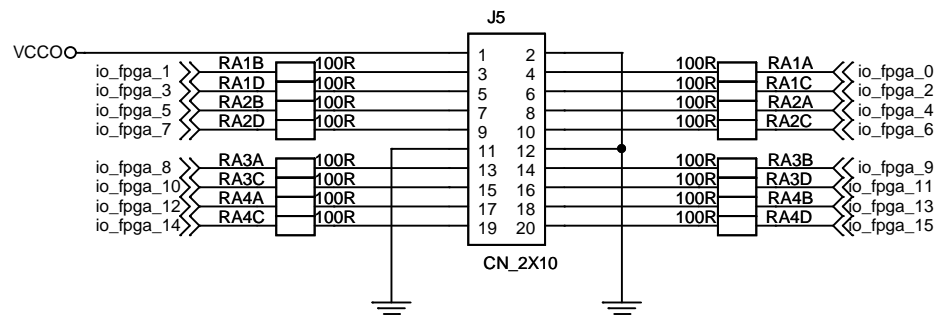 J5
VCCO
1 2
io_fpga_1 RA1B 100R 3 4 100R RA1A io_fpga_0
io_fpga_3 RA1D 100R 5 6 100R RA1C io_fpga_2
io_fpga_5 RA2B 100R 7 8 100R RA2A io_fpga_4
io_fpga_7 RA2D 100R 9 10 100R RA2C io_fpga_6
11 12
io_fpga_8 RA3A 100R 13 14 100R RA3B io_fpga_9
io_fpga_10 RA3C 100R 15 16 100R RA3D io_fpga_11
io_fpga_12 RA4A 100R 17 18 100R RA4B io_fpga_13
io_fpga_14 RA4C 100R 19 20 100R RA4D io_fpga_15
CN_2X10